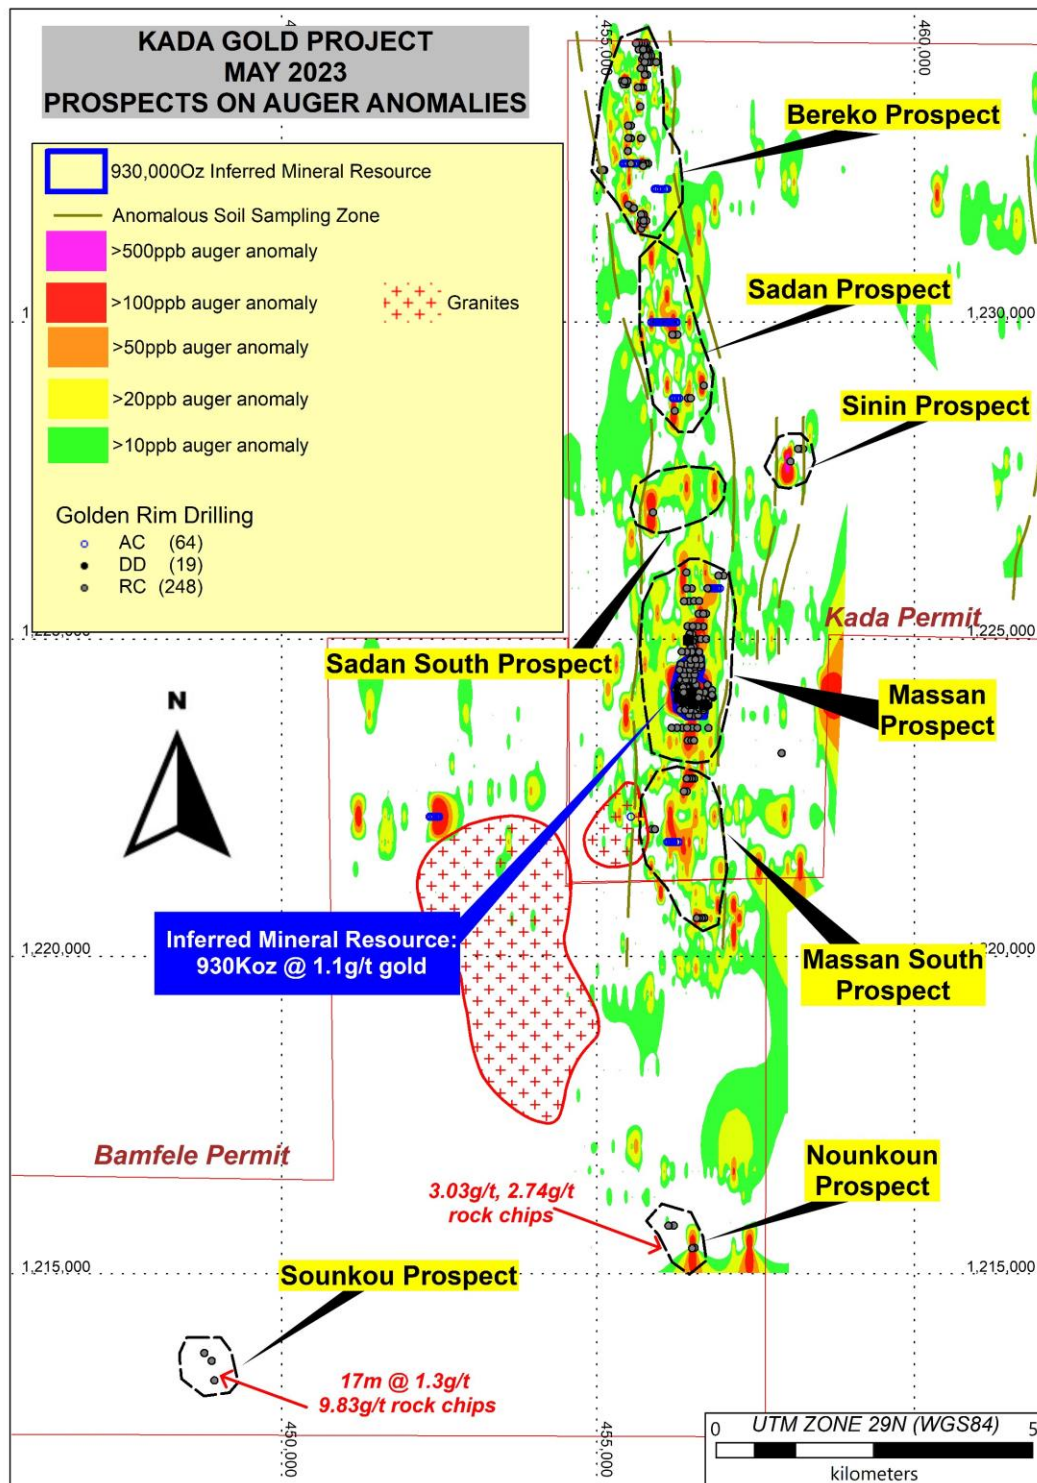 KADA GOLD PROJECT
MAY 2023
PROSPECTS ON AUGER ANOMALIES
930,000Oz Inferred Mineral Resource
Anomalous Soil Sampling Zone
>500ppb auger anomaly
>100ppb auger anomaly
Granites
>50ppb auger anomaly
>20ppb auger anomaly
>10ppb auger anomaly
Golden Rim Drilling
AC (64)
DD (19)
RC (248)
455,000
460,000
Bereko Prospect
Sadan Prospect
1,230,000
Sinin Prospect
Kada Permit
1,225,000
Sadan South Prospect
Massan
Prospect
N
Inferred Mineral Resource:
930Koz @ 1.1g/t gold
1,220,000
1,220,000
Massan South
Prospect
Bamfele Permit
Nounkoun
Prospect
3.03g/t, 2.74g/t
rock chips
1,215,000
1,215,000
Sounkou Prospect
17m @ 1.3g/t
9.83g/t rock chips
450,000
455,000
0
UTM ZONE 29N (WGS84)
5
kilometers